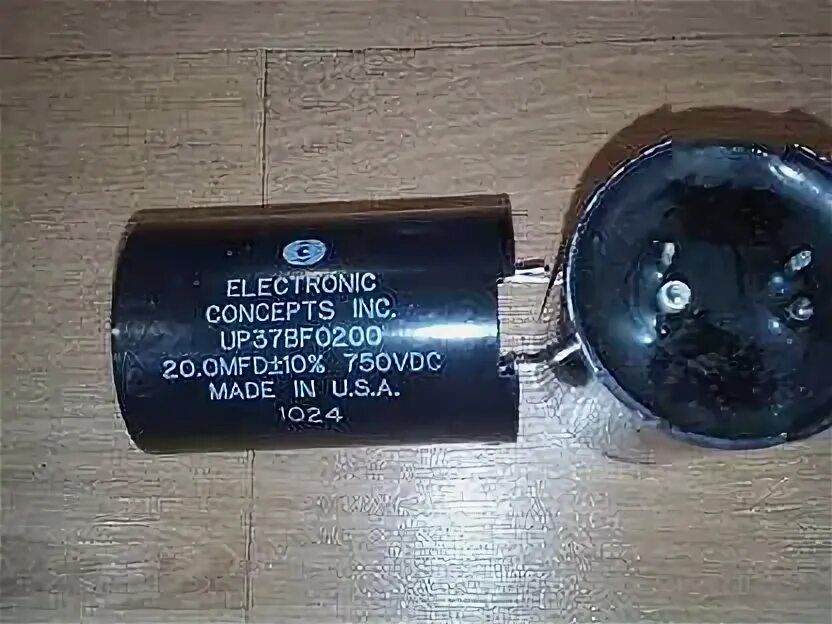 ELECTRONIC
CONCEPTS INC.
UP37BF0200
20.0MFD±10% 750VDC
MADE IN U.S.A.
1024